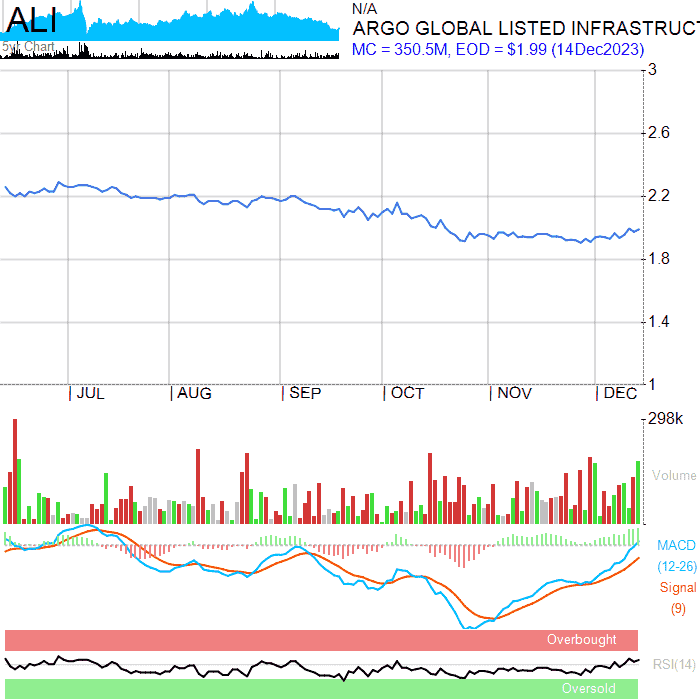 ALI
5yr Chart
N/A
ARGO GLOBAL LISTED INFRASTRUCT
MC = 350.5M, EOD = $1.99 (14Dec2023)
3
2.6
2.2
1.8
1.4
1
JUL AUG SEP OCT NOV DEC
298k
Volume
MACD
(12-26)
Signal
(9)
Overbought
RSI(14)
Oversold